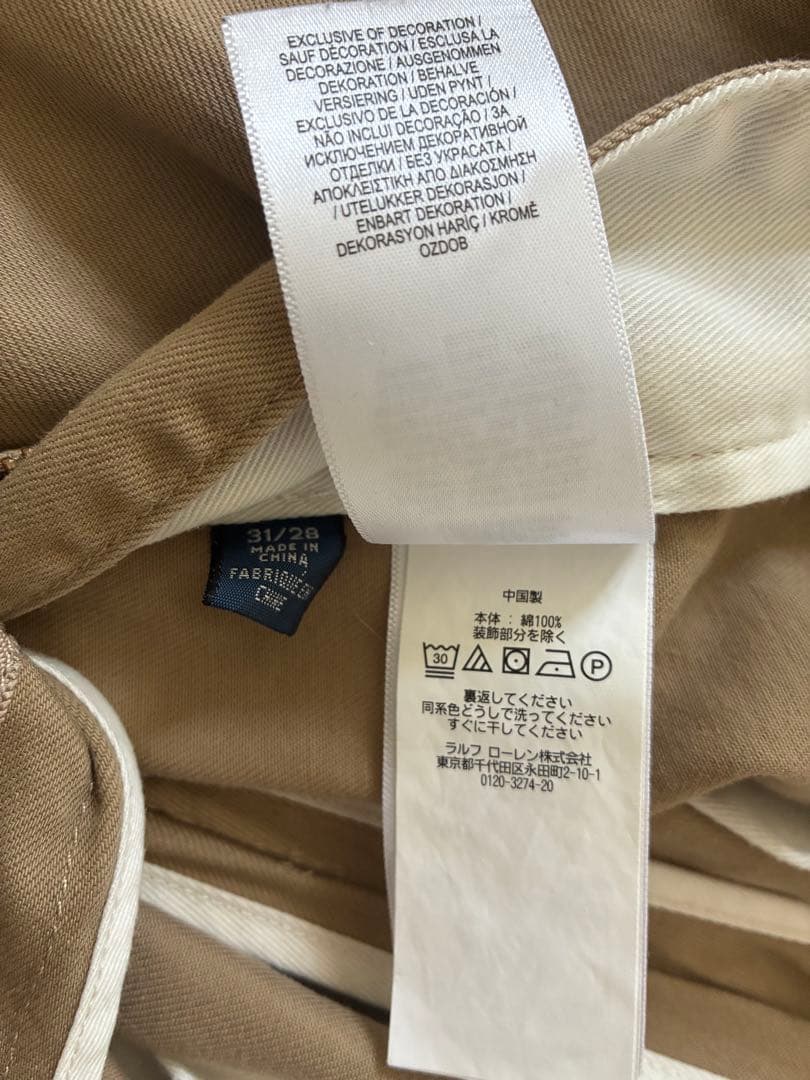 EXCLUSIVE OF DECORATION /
SAUF DÉCORATION / ESCLUSA LA
DECORAZIONE / AUSGENOMMEN
DEKORATION / BEHALVE
VERSIERING / UDEN PYNT /
EXCLUSIVO DE LA DECORACIÓN /
NÃO INCLUI DECORAÇÃO / ЗА
ИСКЛЮЧЕНИЕМ ДЕКОРАТИВНОЙ
ОТДЕЛКИ / БЕЗ УКРАСАТА /
ΑΠΟΚΛΕΙΣΤΙΚΗ ΑΠΟ ΔΙΑΚΟΣΜΗΣΗ
/ UTELUKKER DEKORASJON /
ENBART DEKORATION /
DEKORASYON HARİÇ / KROMĚ
OZDOB
31/28
MADE IN
CHINA
FABRIQUÉ EN
CHINE
中国製
本体 : 綿100%
装飾部分を除く
30 P
裏返してください
同系色どうしで洗ってください
すぐに干してください
ラルフ ローレン株式会社
東京都千代田区永田町2-10-1
0120-3274-20